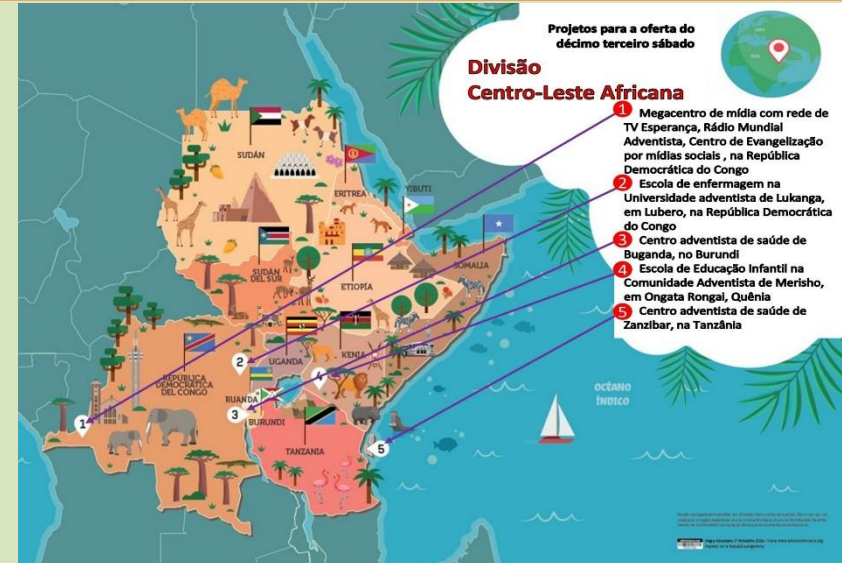 Projetos para a oferta do
décimo terceiro sábado
Divisão
Centro-Leste Africana
1 Megacentro de mídia com rede de
TV Esperança, Rádio Mundial
Adventista, Centro de Evangelização
por mídias sociais , na República
Democrática do Congo
2 Escola de enfermagem na
Universidade adventista de Lukanga,
em Lubero, na República Democrática
do Congo
3 Centro adventista de saúde de
Buganda, no Burundi
4 Escola de Educação Infantil na
Comunidade Adventista de Merisho,
em Ongata Rongai, Quênia
5 Centro adventista de saúde de
Zanzibar, na Tanzânia
SUDÁN
ERITREA
YIBUTI
SUDÁN
DEL SUR
ETIOPÍA
SOMALIA
UGANDA
KENIA
REPÚBLICA
DEMOCRÁTICA
DEL CONGO
RUANDA
BURUNDI
TANZANIA
OCÉANO
ÍNDICO
1
2
3
4
5